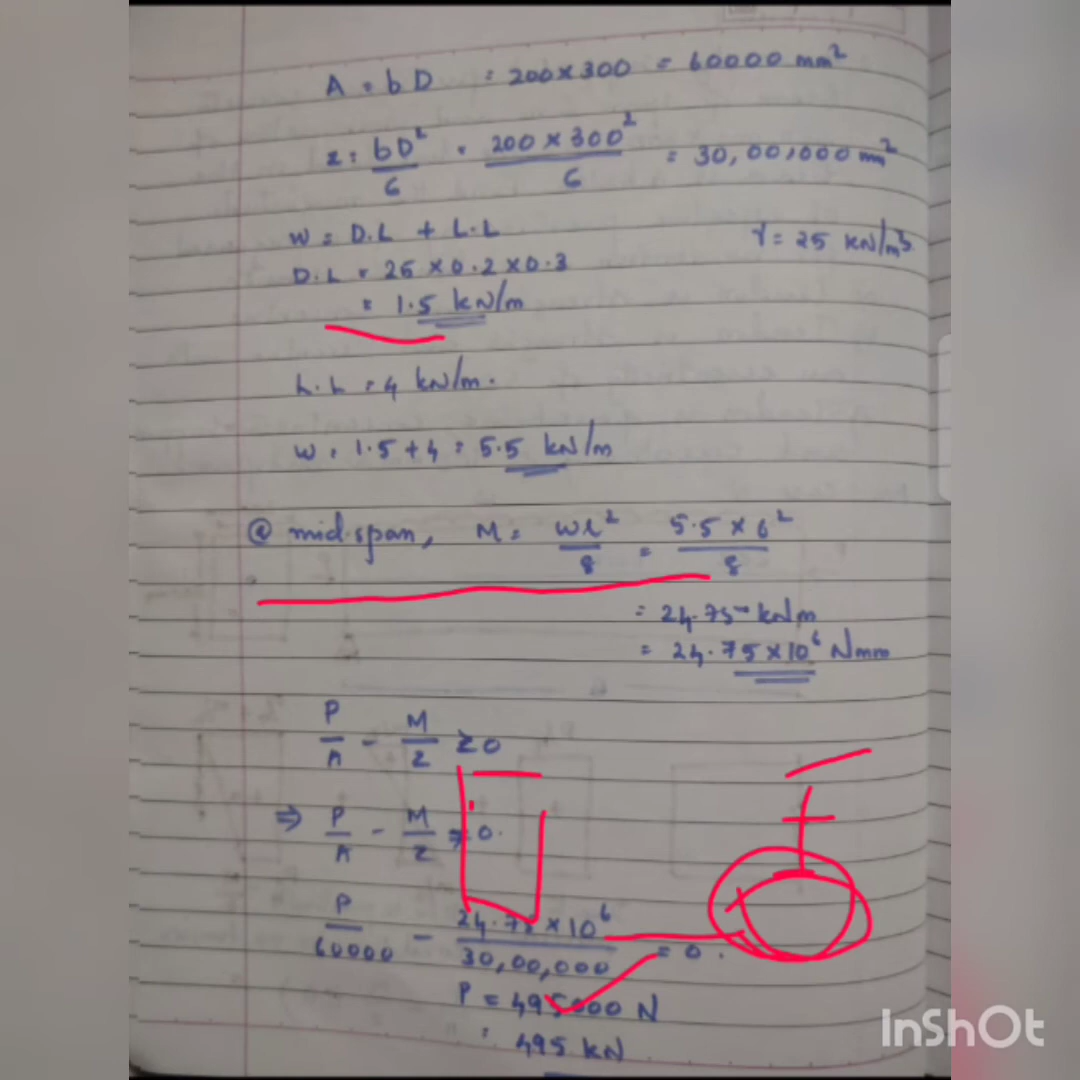 A = bD = 200 x 300 = 60000 mm²
z = bD²/6 = 200 x 300²/6 = 30,00,000 mm²
W = D.L + L.L γ = 25 kN/m³
D.L = 25 x 0.2 x 0.3
= 1.5 kN/m
L.L = 4 kN/m.
W = 1.5 + 4 = 5.5 kN/m
@ mid.span, M = wl²/8 = 5.5 x 6²/8
= 24.75 kNm
= 24.75 x 10⁶ Nmm
P/A - M/Z ≥ 0
⇒ P/A - M/Z = 0.
P/60000 - 24.75 x 10⁶/30,00,000 = 0.
P = 495000 N
= 495 kN
InShOt